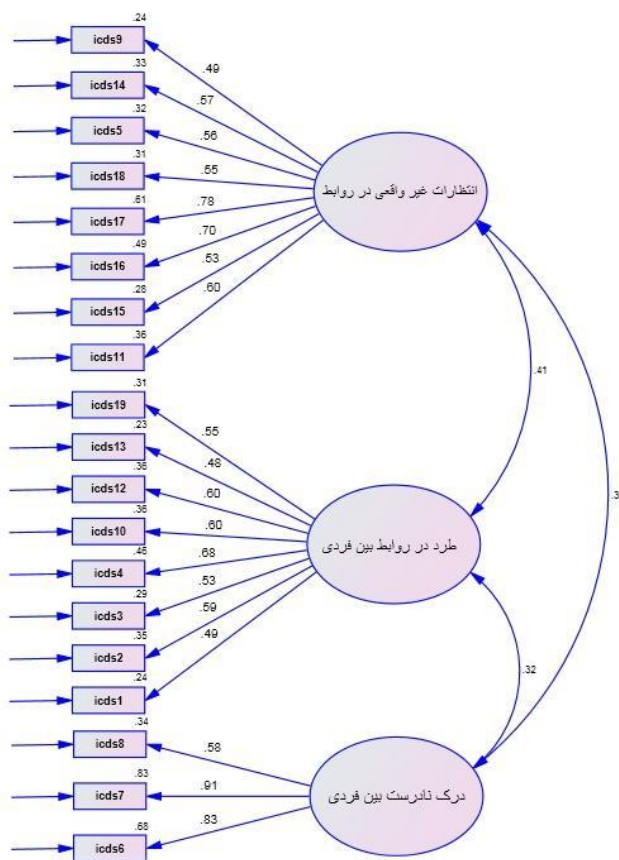 .24
icds9
.49
.33
icds14
.57
.32
icds5
.56
.31
icds18
.55
.61
icds17
.78
.49
icds16
.70
.28
icds15
.53
.36
icds11
.60
انتظارات غیر واقعی در روابط
.41
.3
.31
icds19
.55
.23
icds13
.48
.36
icds12
.60
.36
icds10
.60
.46
icds4
.68
.29
icds3
.53
.35
icds2
.59
.24
icds1
.49
طرد در روابط بین فردی
.32
.34
icds8
.58
.83
icds7
.91
.68
icds6
.83
درک نادرست بین فردی